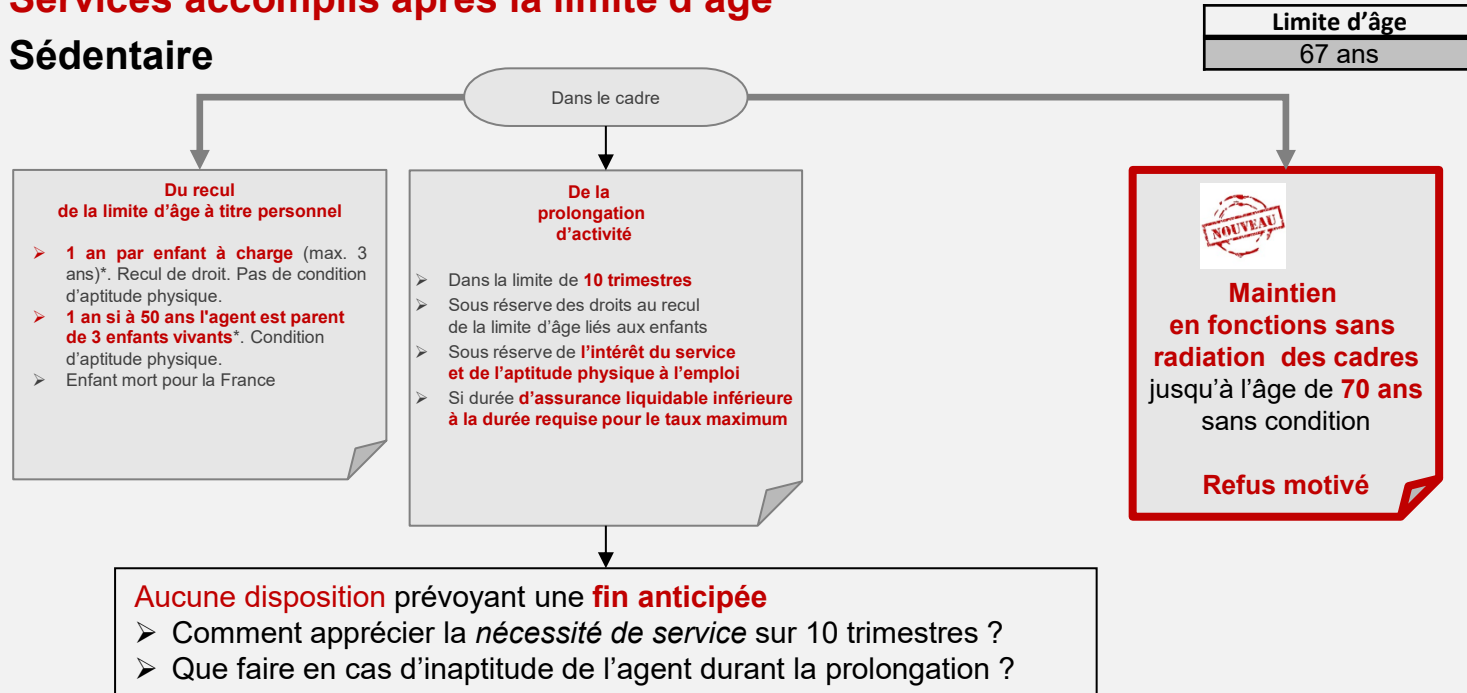 Services accomplis après la limite d'âge
Sédentaire
Limite d'âge
67 ans
Dans le cadre
Du recul
de la limite d'âge à titre personnel
➢ 1 an par enfant à charge (max. 3
ans)*. Recul de droit. Pas de condition
d'aptitude physique.
➢ 1 an si à 50 ans l'agent est parent
de 3 enfants vivants*. Condition
d'aptitude physique.
➢ Enfant mort pour la France
De la
prolongation
d'activité
➢ Dans la limite de 10 trimestres
➢ Sous réserve des droits au recul
de la limite d'âge liés aux enfants
➢ Sous réserve de l'intérêt du service
et de l'aptitude physique à l'emploi
➢ Si durée d'assurance liquidable inférieure
à la durée requise pour le taux maximum
NOUVEAU
Maintien
en fonctions sans
radiation des cadres
jusqu'à l'âge de 70 ans
sans condition
Refus motivé
Aucune disposition prévoyant une fin anticipée
➢ Comment apprécier la nécessité de service sur 10 trimestres ?
➢ Que faire en cas d'inaptitude de l'agent durant la prolongation ?